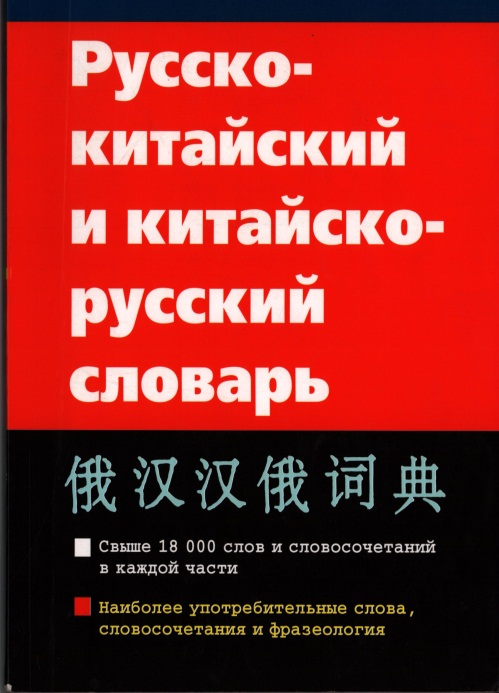 Русско-
китайский
и китайско-
русский
словарь
俄汉汉俄词典
Свыше 18 000 слов и словосочетаний
в каждой части
Наиболее употребительные слова,
словосочетания и фразеология